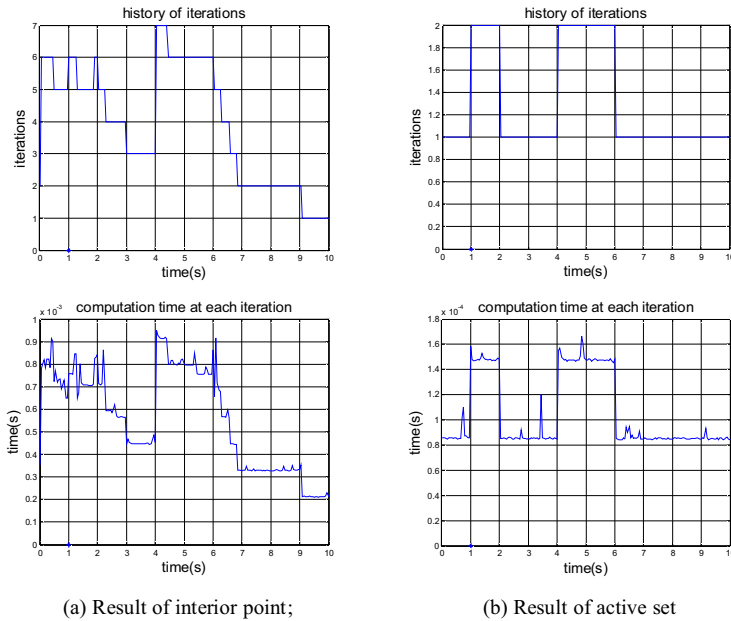 history of iterations
7
6
5
4
3
2
1
0
iterations
0 1 2 3 4 5 6 7 8 9 10
time(s)
history of iterations
2
1.8
1.6
1.4
1.2
1
0.8
0.6
0.4
0.2
0
iterations
0 1 2 3 4 5 6 7 8 9 10
time(s)
computation time at each iteration
x 10-3
1
0.9
0.8
0.7
0.6
0.5
0.4
0.3
0.2
0.1
0
time(s)
0 1 2 3 4 5 6 7 8 9 10
time(s)
computation time at each iteration
x 10-4
1.8
1.6
1.4
1.2
1
0.8
0.6
0.4
0.2
0
time(s)
0 1 2 3 4 5 6 7 8 9 10
time(s)
(a) Result of interior point;
(b) Result of active set